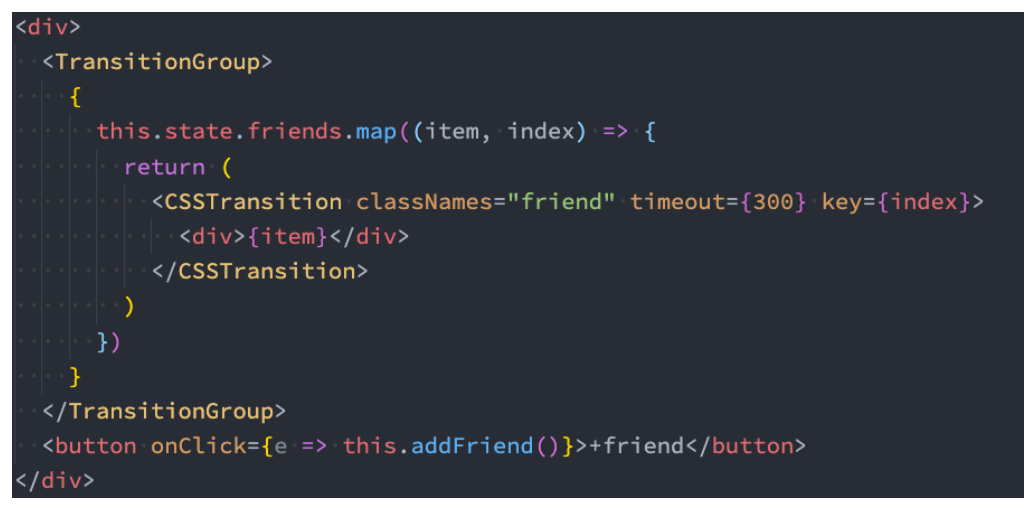 <div>
<TransitionGroup>
{
this.state.friends.map((item, index) => {
return (
<CSSTransition classNames="friend" timeout={300} key={index}>
<div>{item}</div>
</CSSTransition>
)
})
}
</TransitionGroup>
<button onClick={e => this.addFriend()}>+friend</button>
</div>